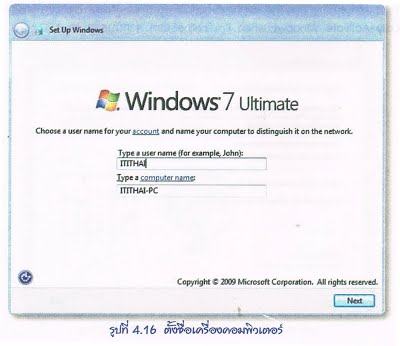 Set Up Windows
Windows 7 Ultimate
Choose a user name for your account and name your computer to distinguish it on the network.
Type a user name (for example, John):
ITITHAI
Type a computer name:
ITITHAI-PC
Copyright © 2009 Microsoft Corporation. All rights reserved.
Next
รูปที่ 4.16 ตั้งชื่อเครื่องคอมพิวเตอร์